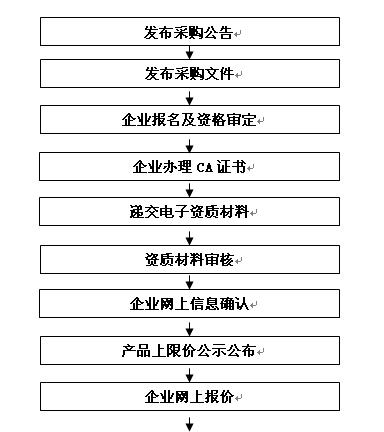 发布采购公告
发布采购文件
企业报名及资格审定
企业办理 CA 证书
递交电子资质材料
资质材料审核
企业网上信息确认
产品上限价公示公布
企业网上报价